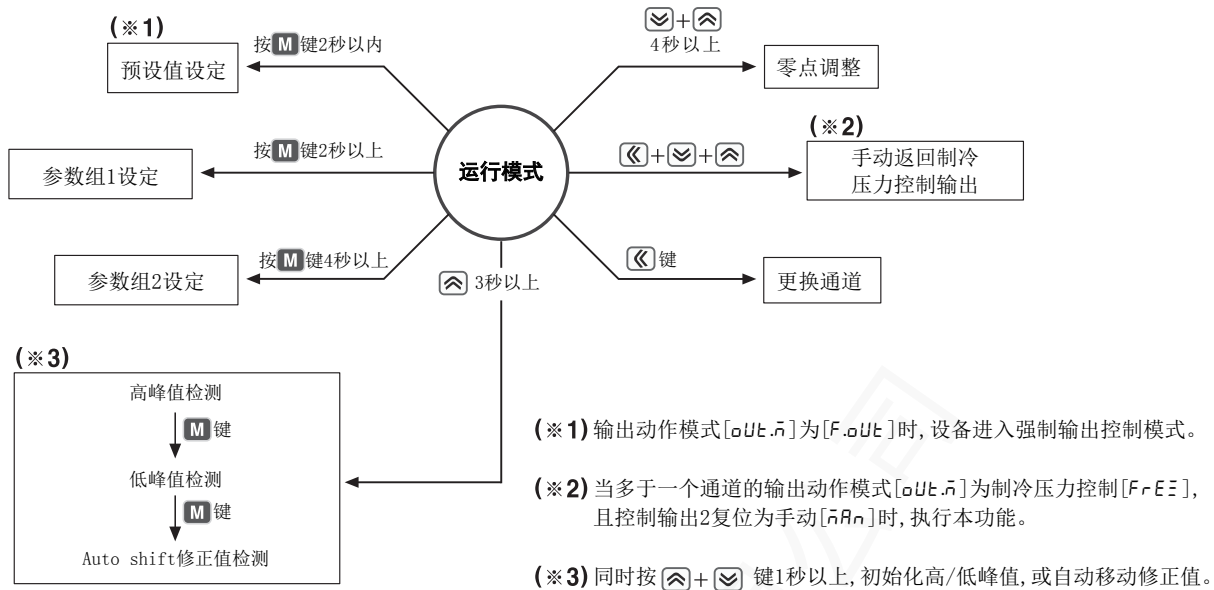 (※1)
按M键2秒以内
预设值设定
+
4秒以上
零点调整
按M键2秒以上
参数组1设定
运行模式
++
(※2)
手动返回制冷
压力控制输出
按M键4秒以上
参数组2设定
键
更换通道
3秒以上
(※3)
高峰值检测
M键
低峰值检测
M键
Auto shift修正值检测
(※1)输出动作模式[oUt.m]为[F.oUt]时,设备进入强制输出控制模式。
(※2)当多于一个通道的输出动作模式[oUt.m]为制冷压力控制[FrEZ],
且控制输出2复位为手动[mAn]时,执行本功能。
(※3)同时按+键1秒以上,初始化高/低峰值,或自动移动修正值。